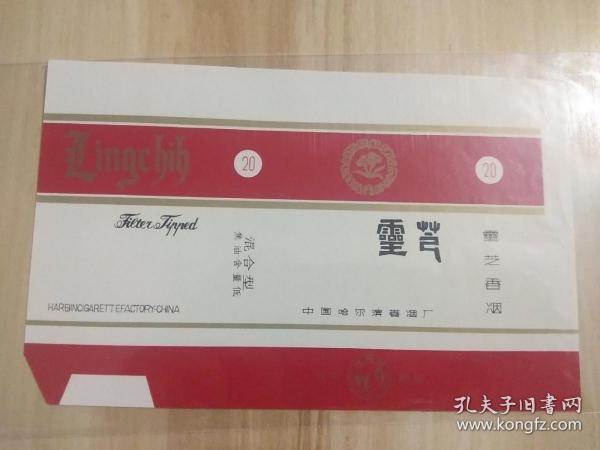 Lingchih
20
20
Filter Tipped
混合型
焦油含量低
靈芝
靈芝香烟
HARBINCIGARETTEFACTORY·CHINA
中国哈尔滨卷烟厂
孔夫子旧书网
www.kongfz.com